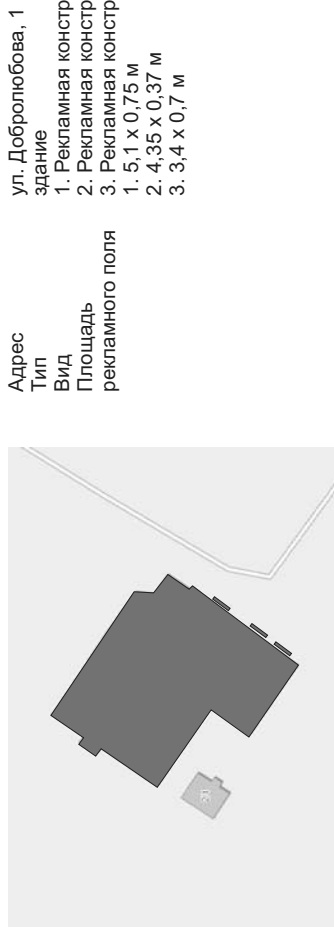 Адрес ул. Добролюбова, 1
Тип здание
Вид 1. Рекламная констр
2. Рекламная констр
3. Рекламная констр
Площадь рекламного поля 1. 5,1 x 0,75 м
2. 4,35 x 0,37 м
3. 3,4 x 0,7 м